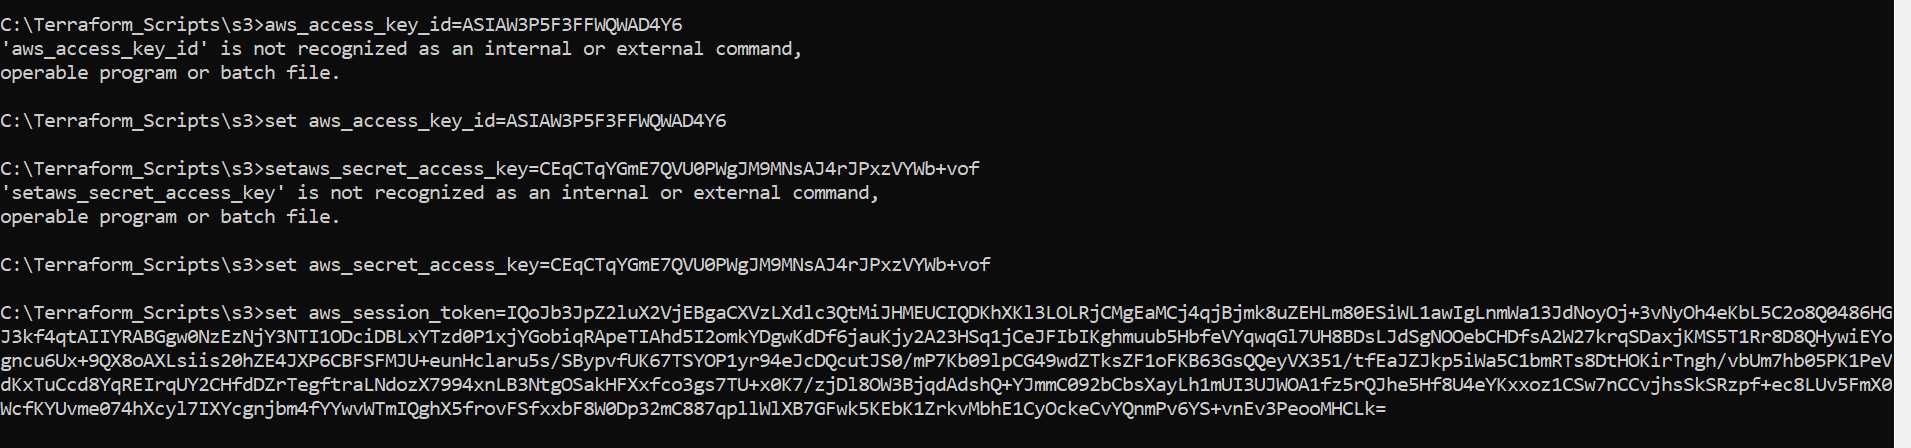 C:\Terraform_Scripts\s3>aws_access_key_id=ASIAW3P5F3FFWQWAD4Y6
'aws_access_key_id' is not recognized as an internal or external command,
operable program or batch file.
C:\Terraform_Scripts\s3>set aws_access_key_id=ASIAW3P5F3FFWQWAD4Y6
C:\Terraform_Scripts\s3>setaws_secret_access_key=CEqCTqYGmE7QVU0PWgJM9MNsAJ4rJPxzVYWb+vof
'setaws_secret_access_key' is not recognized as an internal or external command,
operable program or batch file.
C:\Terraform_Scripts\s3>set aws_secret_access_key=CEqCTqYGmE7QVU0PWgJM9MNsAJ4rJPxzVYWb+vof
C:\Terraform_Scripts\s3>set aws_session_token=IQoJb3JpZ2luX2VjEBgaCXVzLXdlc3QtMiJHMEUCIQDKhXKl3LOLRjCMgEaMCj4qjBjmk8uZEHLm80ESiWL1awIgLnmWa13JdNoyOj+3vNyOh4eKbL5C2o8Q0486HG
J3kf4qtAIIYRABGgw0NzEzNjY3NTI1ODciDBLxYTzd0P1xjYGobiqRApeTIAhd5I2omkYDgwKdDf6jauKjy2A23HSq1jCeJFIbIKghmuub5HbfeVYqwqGl7UH8BDsLJdSgNOOebCHDfsA2W27krqSDaxjKMS5T1Rr8D8QHywiEYo
gncu6Ux+9QX8oAXLsiis20hZE4JXP6CBFSFMJU+eunHclaru5s/SBypvfUK67TSYOP1yr94eJcDQcutJS0/mP7Kb09lpCG49wdZTksZF1oFKB63GsQQeyVX351/tfEaJZJkp5iWa5C1bmRTs8DtHOKirTngh/vbUm7hb05PK1PeV
dKxTuCcd8YqREIrqUY2CHfdDZrTegftraLNdozX7994xnLB3NtgOSakHFXxfco3gs7TU+x0K7/zjDl8OW3BjqdAdshQ+YJmmC092bCbsXayLh1mUI3UJWOA1fz5rQJhe5Hf8U4eYKxxoz1CSw7nCCvjhsSkSRzpf+ec8LUv5FmX0
WcfKYUvme074hXcyl7IXYcgnjbm4fYYwvWTmIQghX5frovFSfxxbF8W0Dp32mC887qpllWlXB7GFwk5KEbK1ZrkvMbhE1CyOckeCvYQnmPv6YS+vnEv3PeooMHCLk=